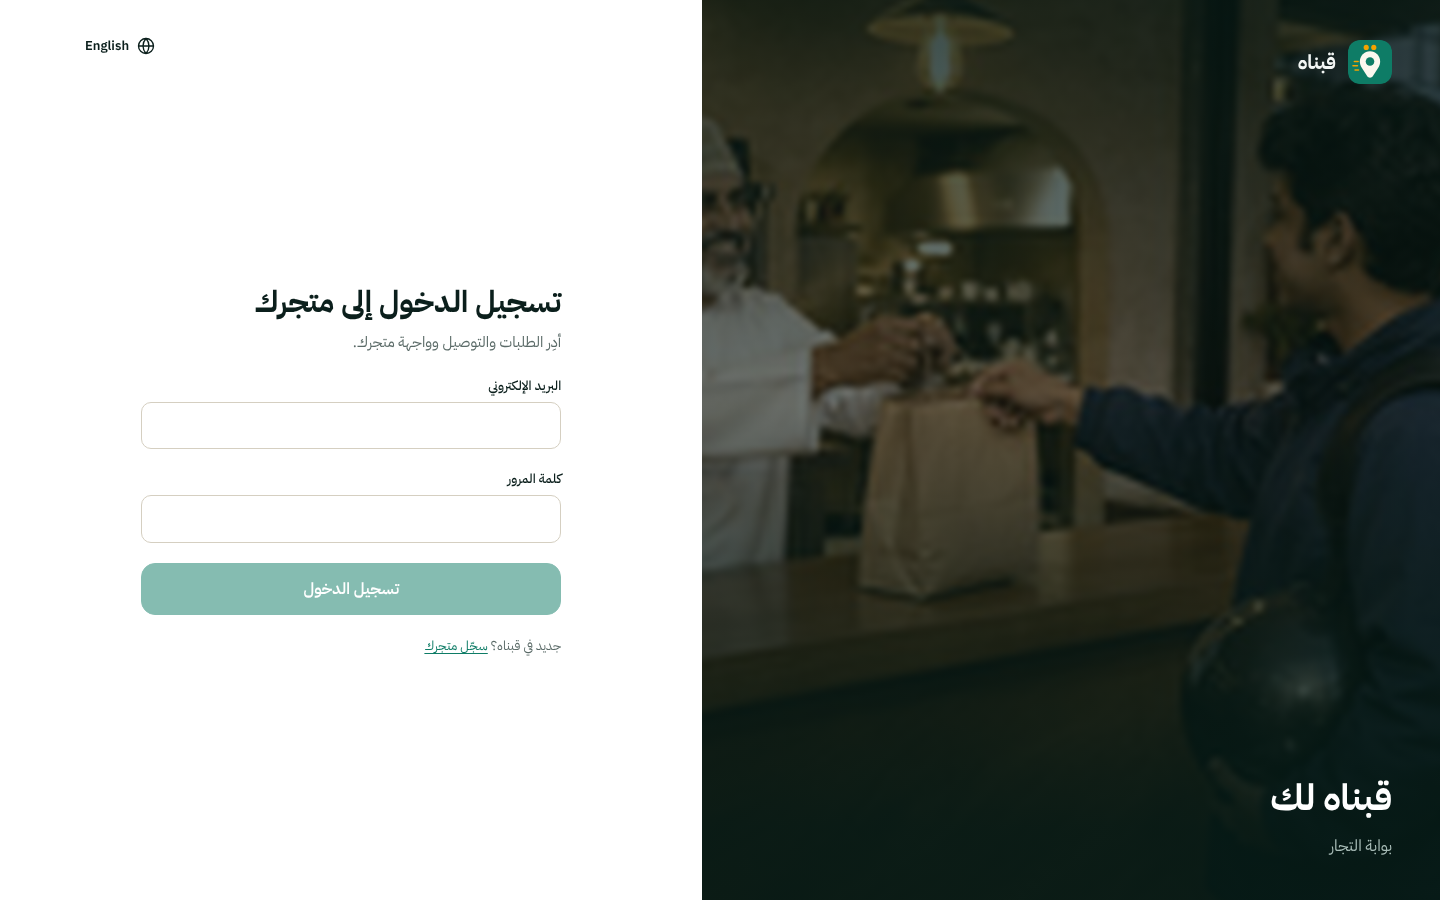 قبناه
English
تسجيل الدخول إلى متجرك
أدِر الطلبات والتوصيل وواجهة متجرك.
البريد الإلكتروني
كلمة المرور
تسجيل الدخول
جديد في قبناه؟ سجّل متجرك
قبناه لك
بوابة التجار